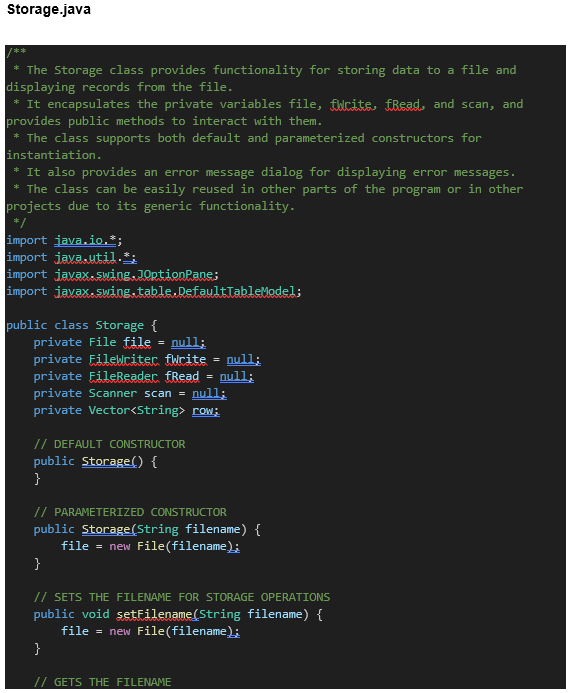 Storage.java
/**
 * The Storage class provides functionality for storing data to a file and
displaying records from the file.
 * It encapsulates the private variables file, fWrite, fRead, and scan, and
provides public methods to interact with them.
 * The class supports both default and parameterized constructors for
instantiation.
 * It also provides an error message dialog for displaying error messages.
 * The class can be easily reused in other parts of the program or in other
projects due to its generic functionality.
 */
import java.io.*;
import java.util.*;
import javax.swing.JOptionPane;
import javax.swing.table.DefaultTableModel;
public class Storage {
    private File file = null;
    private FileWriter fWrite = null;
    private FileReader fRead = null;
    private Scanner scan = null;
    private Vector<String> row;
    // DEFAULT CONSTRUCTOR
    public Storage() {
    }
    // PARAMETERIZED CONSTRUCTOR
    public Storage(String filename) {
        file = new File(filename);
    }
    // SETS THE FILENAME FOR STORAGE OPERATIONS
    public void setFilename(String filename) {
        file = new File(filename);
    }
    // GETS THE FILENAME